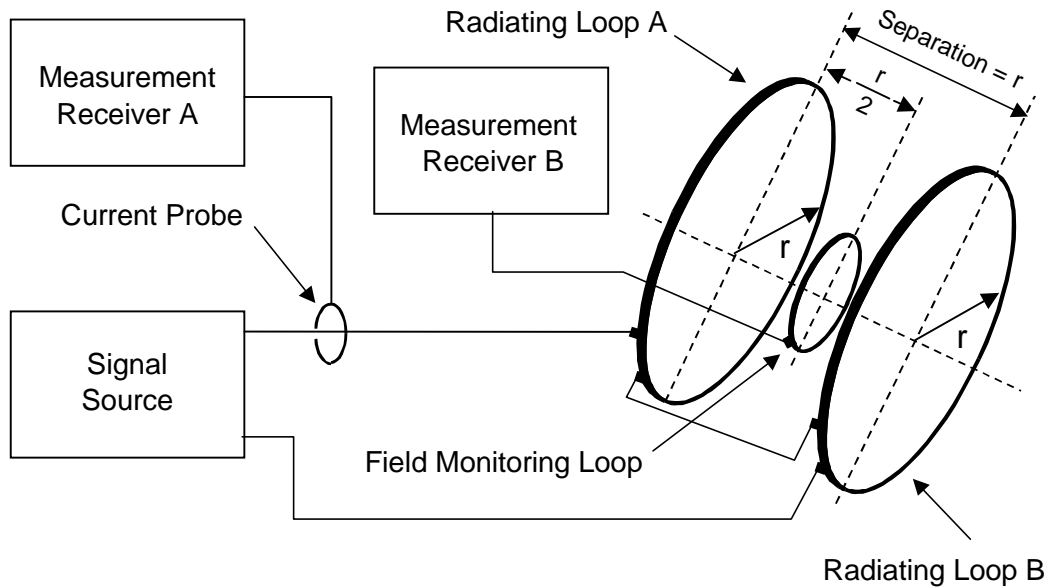 Radiating Loop A
Measurement
Receiver A
Measurement
Receiver B
Separation = r
r
2
Current Probe
r
Signal
Source
r
Field Monitoring Loop
Radiating Loop B